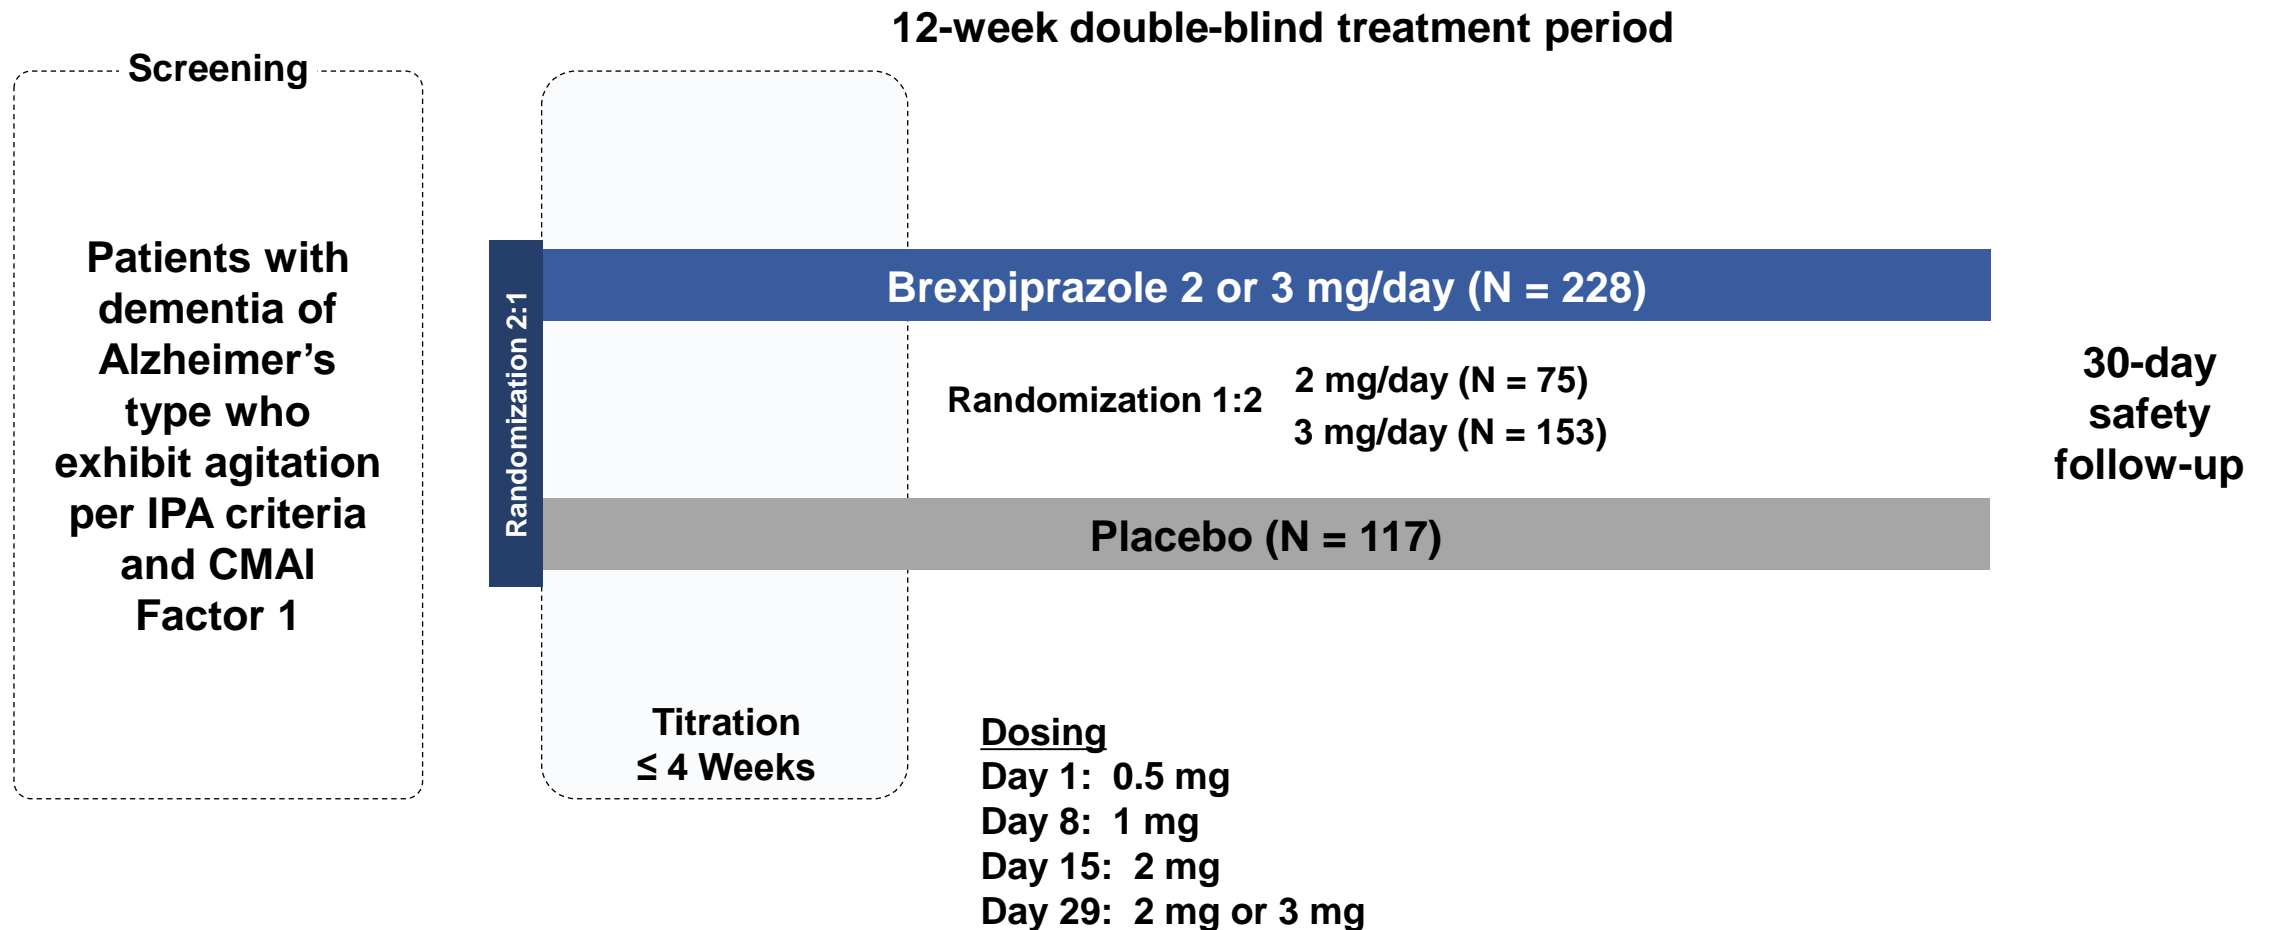 12-week double-blind treatment period
Screening
Patients with
dementia of
Alzheimer’s
type who
exhibit agitation
per IPA criteria
and CMAI
Factor 1
Randomization 2:1
Brexpiprazole 2 or 3 mg/day (N = 228)
Randomization 1:2
2 mg/day (N = 75)
3 mg/day (N = 153)
Placebo (N = 117)
30-day
safety
follow-up
Titration
≤ 4 Weeks
Dosing
Day 1: 0.5 mg
Day 8: 1 mg
Day 15: 2 mg
Day 29: 2 mg or 3 mg